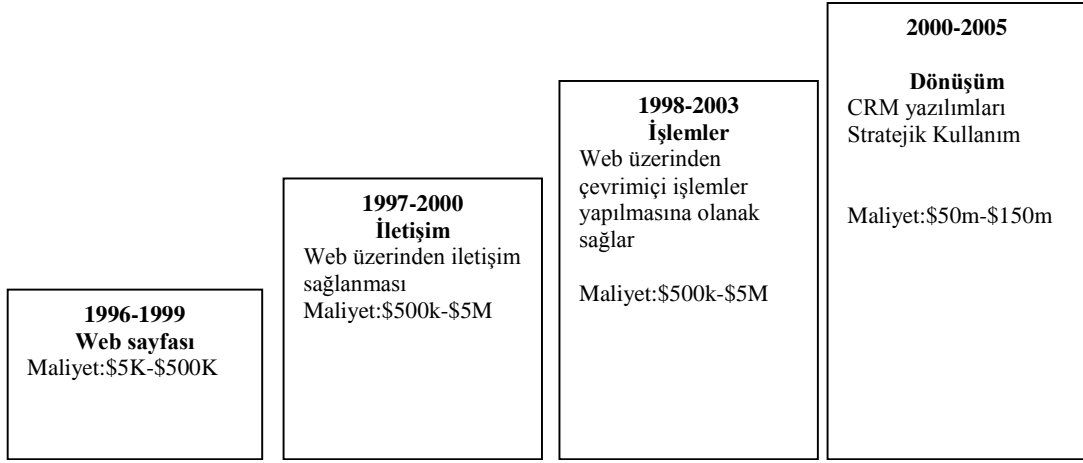 1996-1999
Web sayfası
Maliyet:$5K-$500K
1997-2000
İletişim
Web üzerinden iletişim
sağlanması
Maliyet:$500k-$5M
1998-2003
İşlemler
Web üzerinden
çevrimiçi işlemler
yapılmasına olanak
sağlar
Maliyet:$500k-$5M
2000-2005
Dönüşüm
CRM yazılımları
Stratejik Kullanım
Maliyet:$50m-$150m